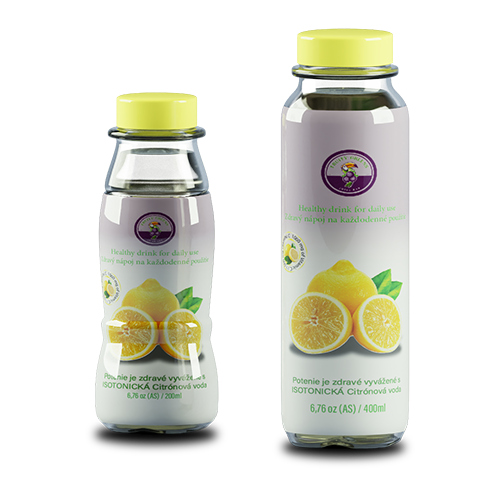 Healthy drink for daily use
Zdravý nápoj na každodenné použitie
Potenie je zdravé vyvážené s
ISOTONICKÁ Citrónová voda
6,76 oz (AS) / 200ml
Healthy drink for daily use
Zdravý nápoj na každodenné použitie
Potenie je zdravé vyvážené s
ISOTONICKÁ Citrónová voda
6,76 oz (AS) / 400ml